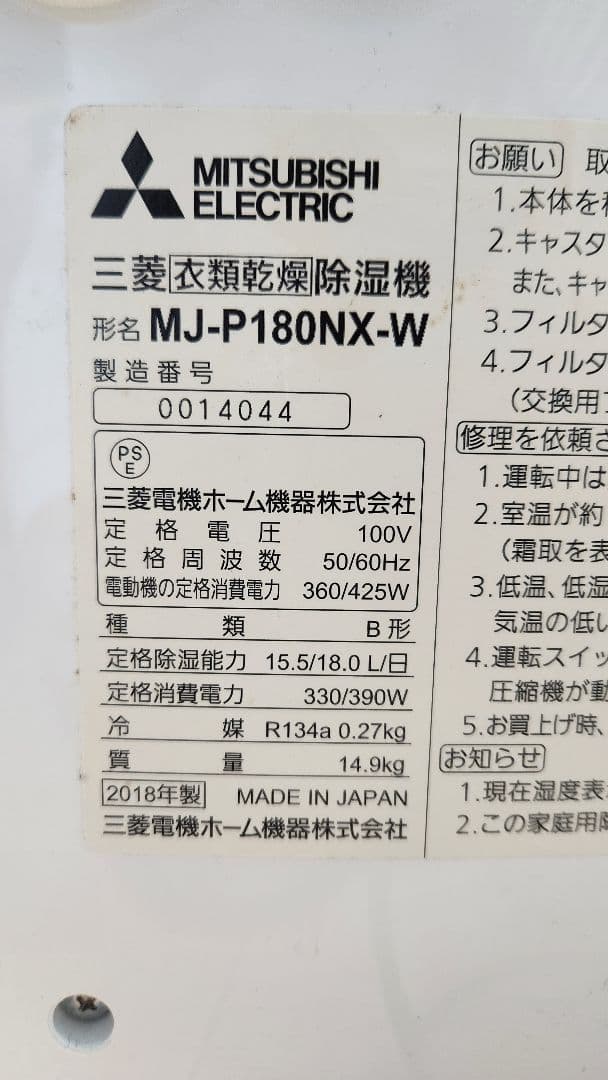 MITSUBISHI
ELECTRIC
三菱 衣類乾燥 除湿機
形名 MJ-P180NX-W
製造番号
0014044
PS
E
三菱電機ホーム機器株式会社
定格電圧 100V
定格周波数 50/60Hz
電動機の定格消費電力 360/425W
種類 B形
定格除湿能力 15.5/18.0 L/日
定格消費電力 330/390W
冷媒 R134a 0.27kg
質量 14.9kg
2018年製 MADE IN JAPAN
三菱電機ホーム機器株式会社
お願い 取
1.本体を
2.キャスタ
また、キャ
3.フィルタ
4.フィルタ
(交換用
修理を依頼さ
1.運転中は
2.室温が約
(霜取を表
3.低温、低湿
気温の低い
4.運転スイッ
圧縮機が動
5.お買上げ時、
お知らせ
1.現在湿度表
2.この家庭用除